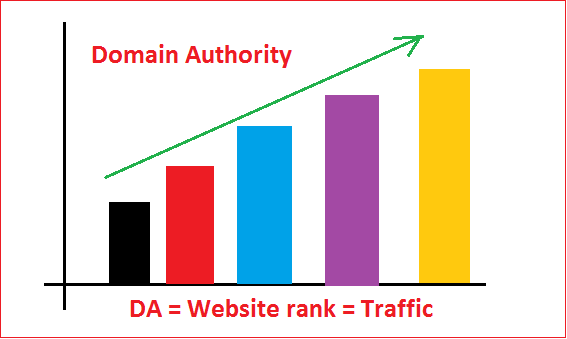 Domain Authority
DA = Website rank = Traffic